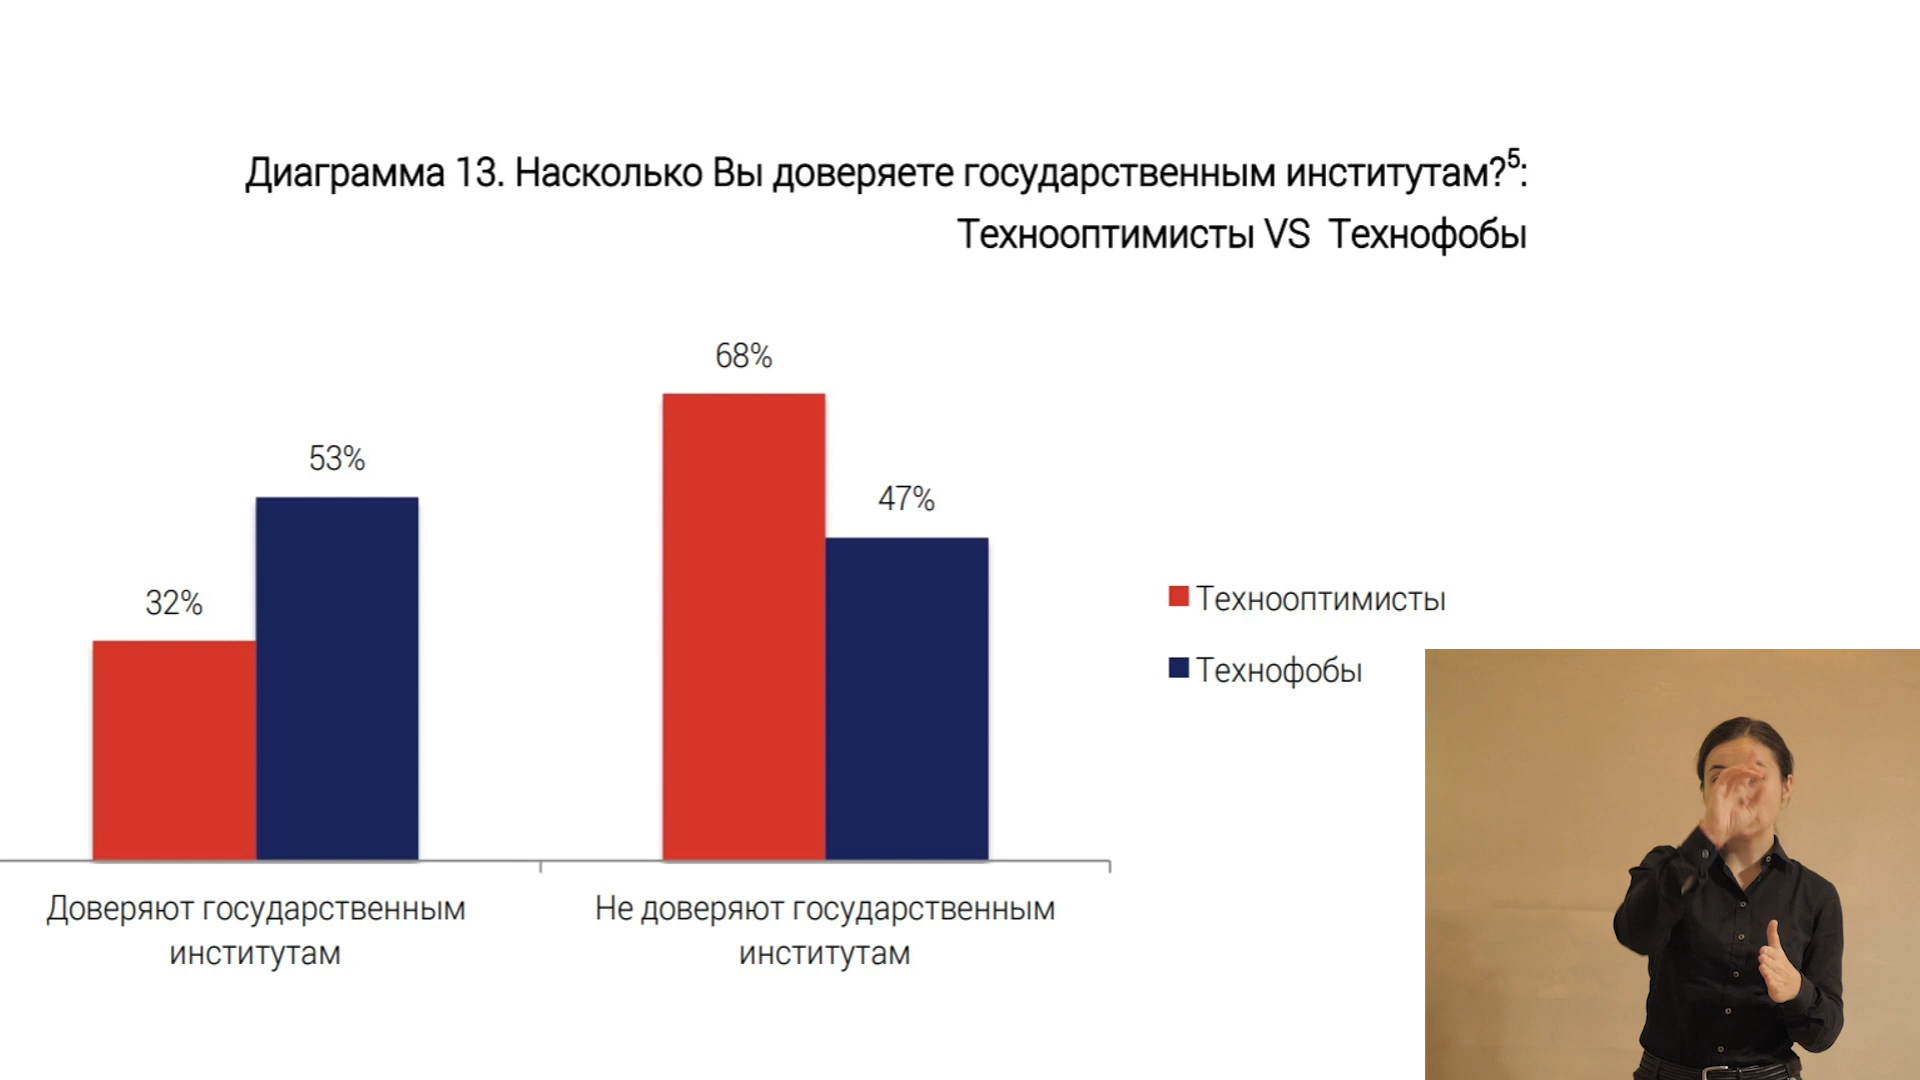 Диаграмма 13. Насколько Вы доверяете государственным институтам?⁵:
Технооптимисты VS Технофобы
68%
53%
47%
32%
Технооптимисты
Технофобы
Доверяют государственным
институтам
Не доверяют государственным
институтам